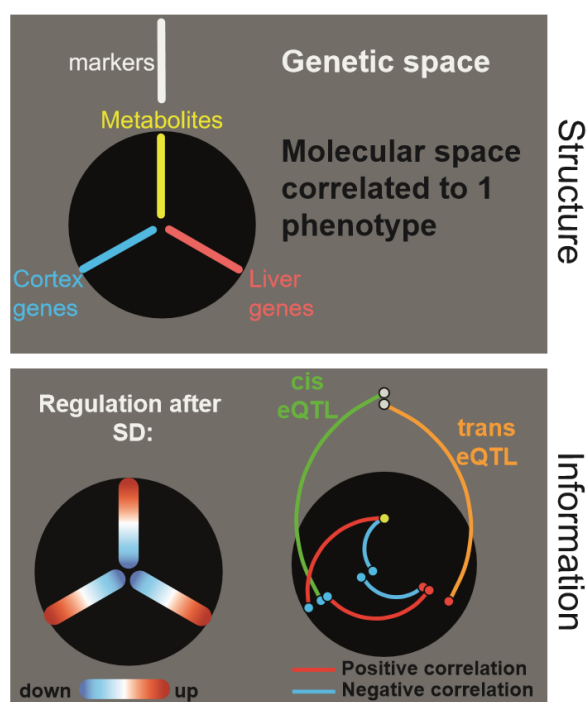 markers
Genetic space
Metabolites
Molecular space
correlated to 1
phenotype
Cortex
genes
Liver
genes
Structure
Regulation after
SD:
cis
eQTL
trans
eQTL
down
up
Positive correlation
Negative correlation
Information